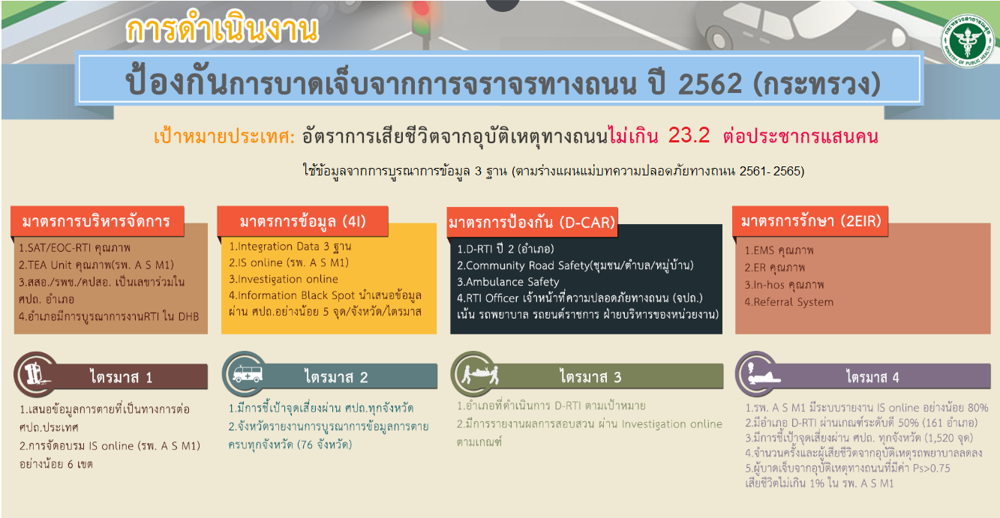 การดำเนินงาน
กระทรวงสาธารณสุข
MINISTRY OF PUBLIC HEALTH
ป้องกันการบาดเจ็บจากการจราจรทางถนน ปี 2562 (กระทรวง)
เป้าหมายประเทศ: อัตราการเสียชีวิตจากอุบัติเหตุทางถนนไม่เกิน 23.2 ต่อประชากรแสนคน
ใช้ข้อมูลจากการบูรณาการข้อมูล 3 ฐาน (ตามร่างแผนแม่บทความปลอดภัยทางถนน 2561- 2565)
มาตรการบริหารจัดการ
1.SAT/EOC-RTI คุณภาพ
2.TEA Unit คุณภาพ(รพ. A S M1)
3.สสอ./รพช./คปสอ. เป็นเลขาร่วมใน
ศปถ. อำเภอ
4.อำเภอมีการบูรณาการงานRTI ใน DHB
มาตรการข้อมูล (4I)
1.Integration Data 3 ฐาน
2.IS online (รพ. A S M1)
3.Investigation online
4.Information Black Spot นำเสนอข้อมูล
ผ่าน ศปถ.อย่างน้อย 5 จุด/จังหวัด/ไตรมาส
มาตรการป้องกัน (D-CAR)
1.D-RTI ปี 2 (อำเภอ)
2.Community Road Safety(ชุมชน/ตำบล/หมู่บ้าน)
3.Ambulance Safety
4.RTI Officer เจ้าหน้าที่ความปลอดภัยทางถนน (จปถ.)
เน้น รถพยาบาล รถยนต์ราชการ ฝ่ายบริหารของหน่วยงาน)
มาตรการรักษา (2EIR)
1.EMS คุณภาพ
2.ER คุณภาพ
3.In-hos คุณภาพ
4.Referral System
ไตรมาส 1
1.เสนอข้อมูลการตายที่เป็นทางการต่อ
ศปถ.ประเทศ
2.การจัดอบรม IS online (รพ. A S M1)
อย่างน้อย 6 เขต
ไตรมาส 2
1.มีการชี้เป้าจุดเสี่ยงผ่าน ศปถ.ทุกจังหวัด
2.จังหวัดรายงานการบูรณาการข้อมูลการตาย
ครบทุกจังหวัด (76 จังหวัด)
ไตรมาส 3
1.อำเภอที่ดำเนินการ D-RTI ตามเป้าหมาย
2.มีการรายงานผลการสอบสวน ผ่าน Investigation online
ตามเกณฑ์
ไตรมาส 4
1.รพ. A S M1 มีระบบรายงาน IS online อย่างน้อย 80%
2.มีอำเภอ D-RTI ผ่านเกณฑ์ระดับดี 50% (161 อำเภอ)
3.มีการชี้เป้าจุดเสี่ยงผ่าน ศปถ. ทุกจังหวัด (1,520 จุด)
4.จำนวนครั้งและผู้เสียชีวิตจากอุบัติเหตุรถพยาบาลลดลง
5.ผู้บาดเจ็บจากอุบัติเหตุทางถนนที่มีค่า Ps>0.75
เสียชีวิตไม่เกิน 1% ใน รพ. A S M1